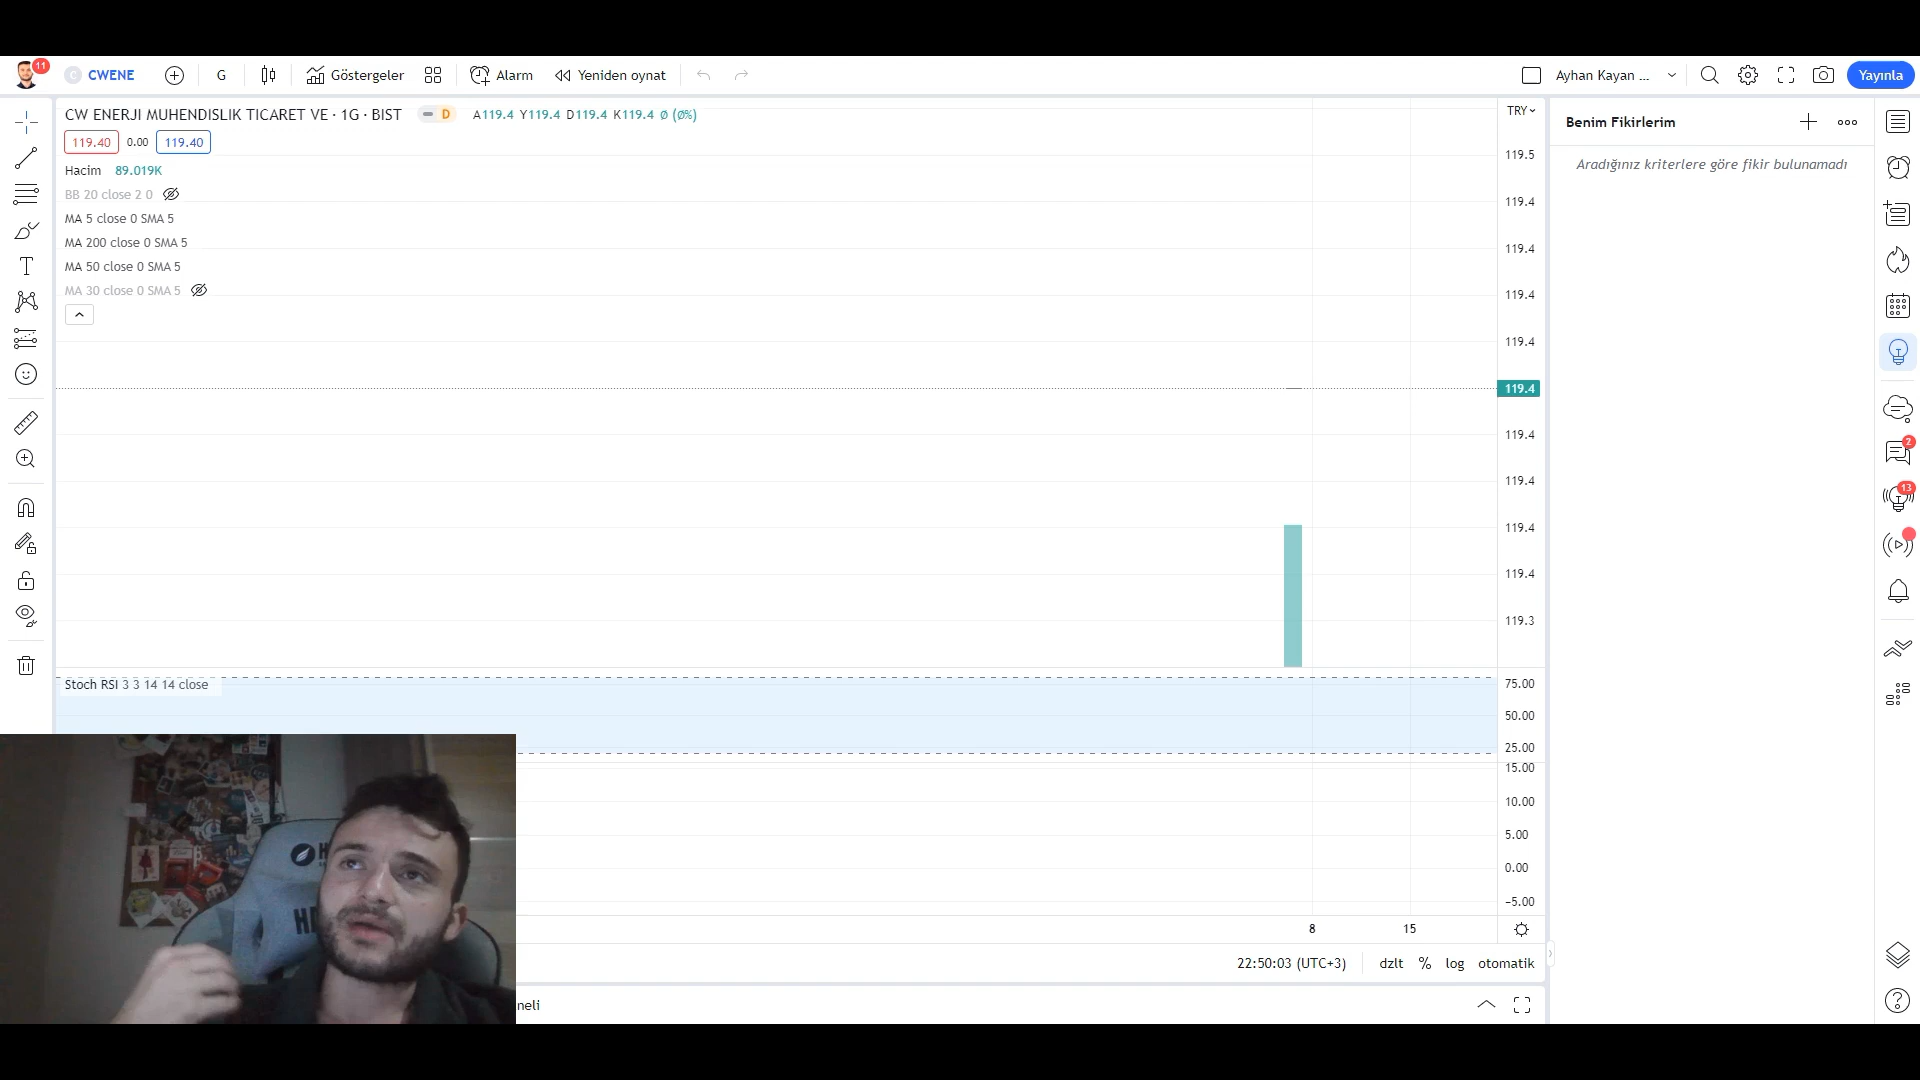 11
C CWENE
G
Göstergeler
Alarm
Yeniden oynat
Ayhan Kayan ...
Yayınla
CW ENERJI MUHENDISLIK TICARET VE · 1G · BIST
D
A119.4 Y119.4 D119.4 K119.4 Ø (Ø%)
119.40 0.00 119.40
Hacim 89.019K
BB 20 close 2 0
MA 5 close 0 SMA 5
MA 200 close 0 SMA 5
MA 50 close 0 SMA 5
MA 30 close 0 SMA 5
TRY
119.5
119.4
119.4
119.4
119.4
119.4
119.4
119.4
119.4
119.4
119.3
Stoch RSI 3 3 14 14 close
75.00
50.00
25.00
15.00
10.00
5.00
0.00
−5.00
8
15
22:50:03 (UTC+3)
dzlt
%
log
otomatik
neli
Benim Fikirlerim
Aradığınız kriterlere göre fikir bulunamadı
2
13